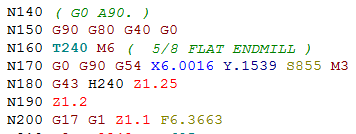 N140 ( G0 A90. )
N150 G90 G80 G40 G0
N160 T240 M6 ( 5/8 FLAT ENDMILL )
N170 G0 G90 G54 X6.0016 Y.1539 S855 M3
N180 G43 H240 Z1.25
N190 Z1.2
N200 G17 G1 Z1.1 F6.3663